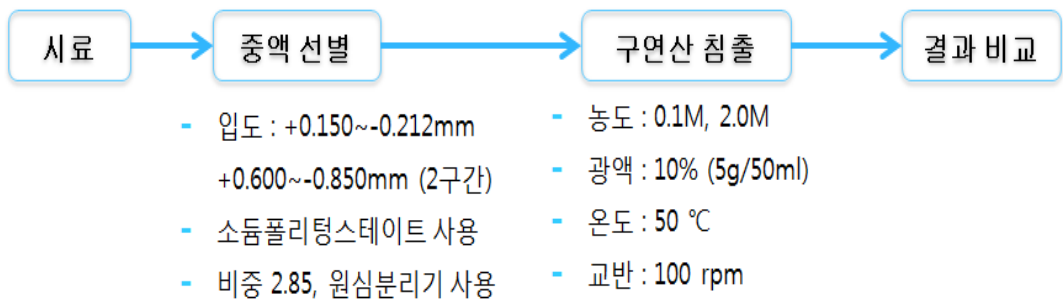 시료
중액 선별
구연산 침출
결과 비교
- 입도 : +0.150~-0.212mm
+0.600~-0.850mm (2구간)
- 소듐폴리텅스테이트 사용
- 비중 2.85, 원심분리기 사용
- 농도 : 0.1M, 2.0M
- 광액 : 10% (5g/50ml)
- 온도 : 50 ℃
- 교반 : 100 rpm